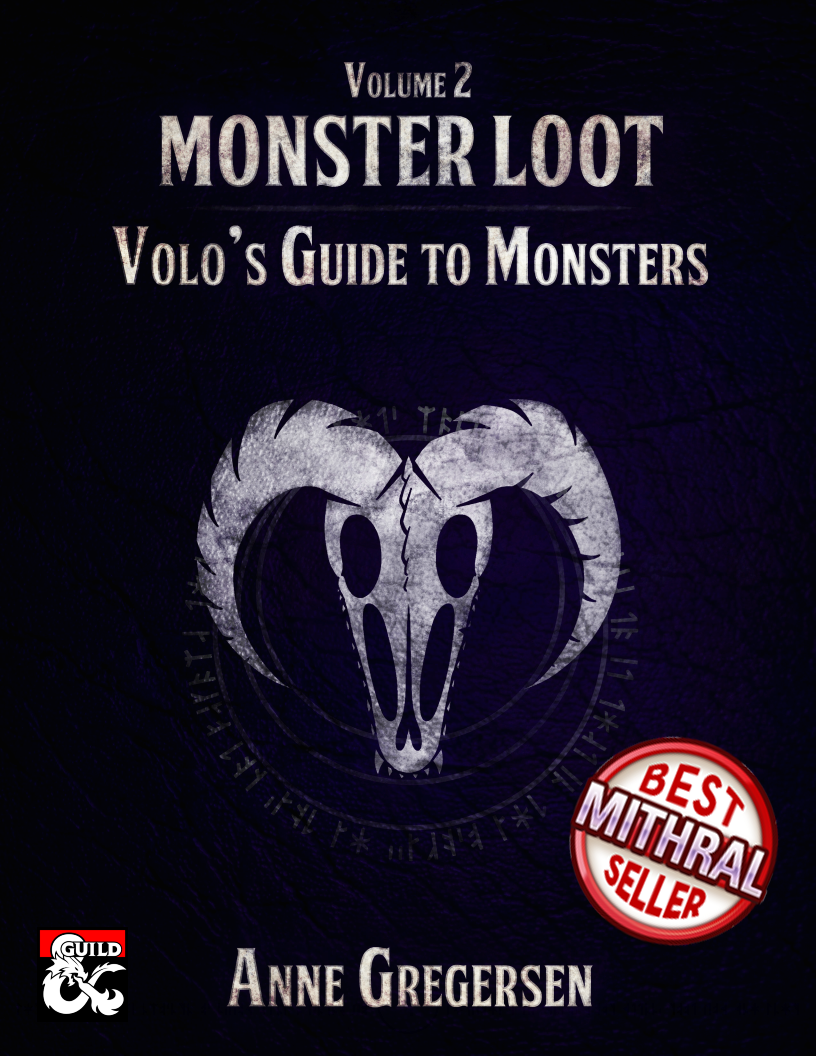 Volume 2
MONSTER LOOT
Volo's Guide to Monsters
BEST
MITHRAL
SELLER
GUILD
Anne Gregersen